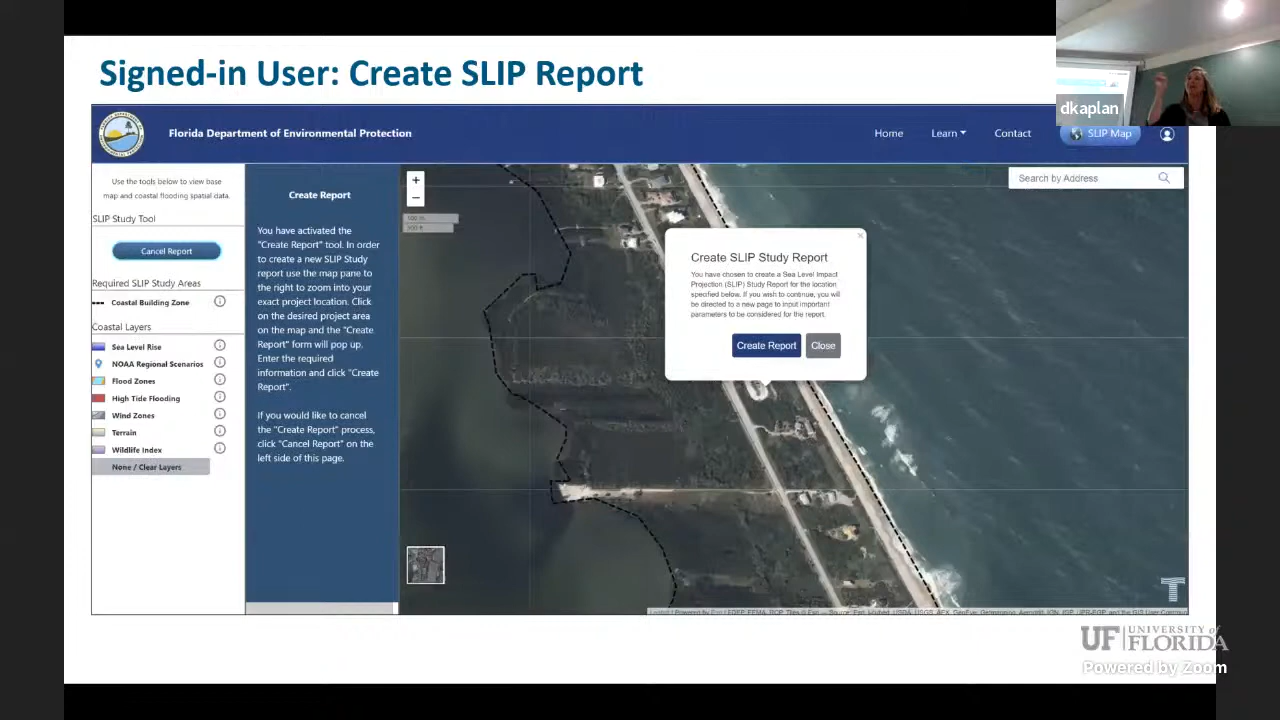 Signed-in User: Create SLIP Report
dkaplan
Florida Department of Environmental Protection
Home
Learn
Contact
SLIP Map
Use the tools below to view base
map and coastal flooding spatial data.
SLIP Study Tool
Cancel Report
Required SLIP Study Areas
Coastal Building Zone
Coastal Layers
Sea Level Rise
NOAA Regional Scenarios
Flood Zones
High Tide Flooding
Wind Zones
Terrain
Wildlife Index
None / Clear Layers
Create Report
You have activated the
"Create Report" tool. In order
to create a new SLIP Study
report use the map pane to
the right to zoom into your
exact project location. Click
on the desired project area
on the map and the "Create
Report" form will pop up.
Enter the required
information and click "Create
Report".
If you would like to cancel
the "Create Report" process,
click "Cancel Report" on the
left side of this page.
+
−
Search by Address
Create SLIP Study Report
You have chosen to create a Sea Level Impact
Projection (SLIP) Study Report for the location
specified below. If you wish to continue, you will
be directed to a new page to input important
parameters to be considered for the report.
Create Report
Close
UF UNIVERSITY of
FLORIDA
Powered by Zoom